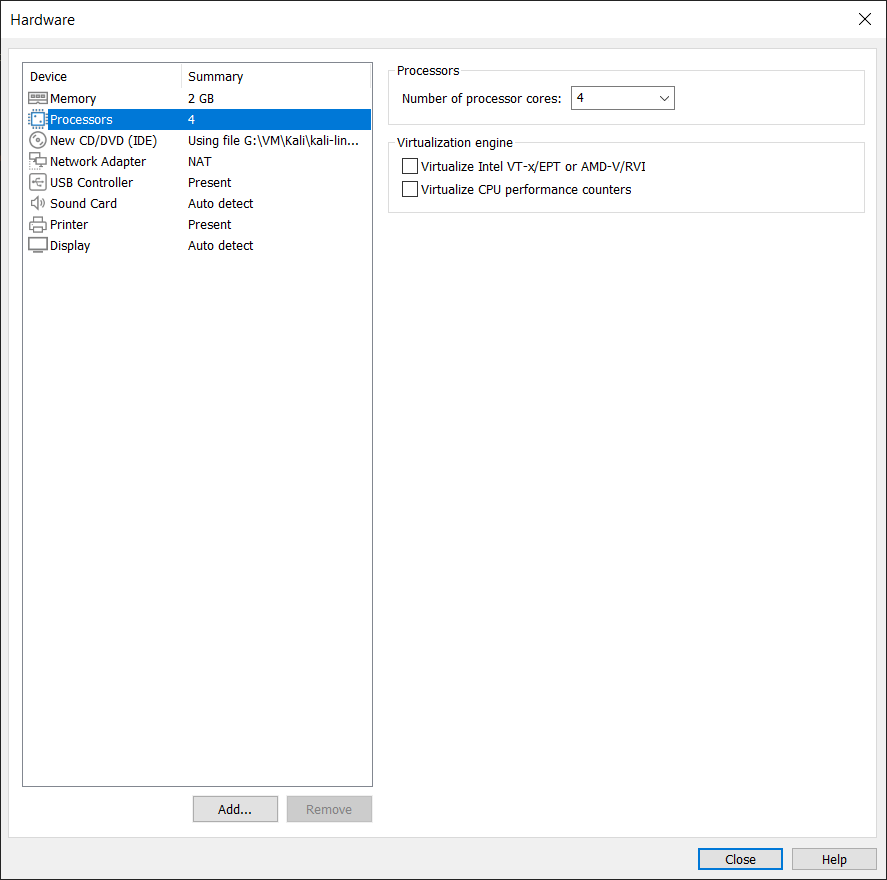 Hardware
Device Summary
Memory 2 GB
Processors 4
New CD/DVD (IDE) Using file G:\VM\Kali\kali-lin...
Network Adapter NAT
USB Controller Present
Sound Card Auto detect
Printer Present
Display Auto detect
Add... Remove
Processors
Number of processor cores: 4
Virtualization engine
Virtualize Intel VT-x/EPT or AMD-V/RVI
Virtualize CPU performance counters
Close Help